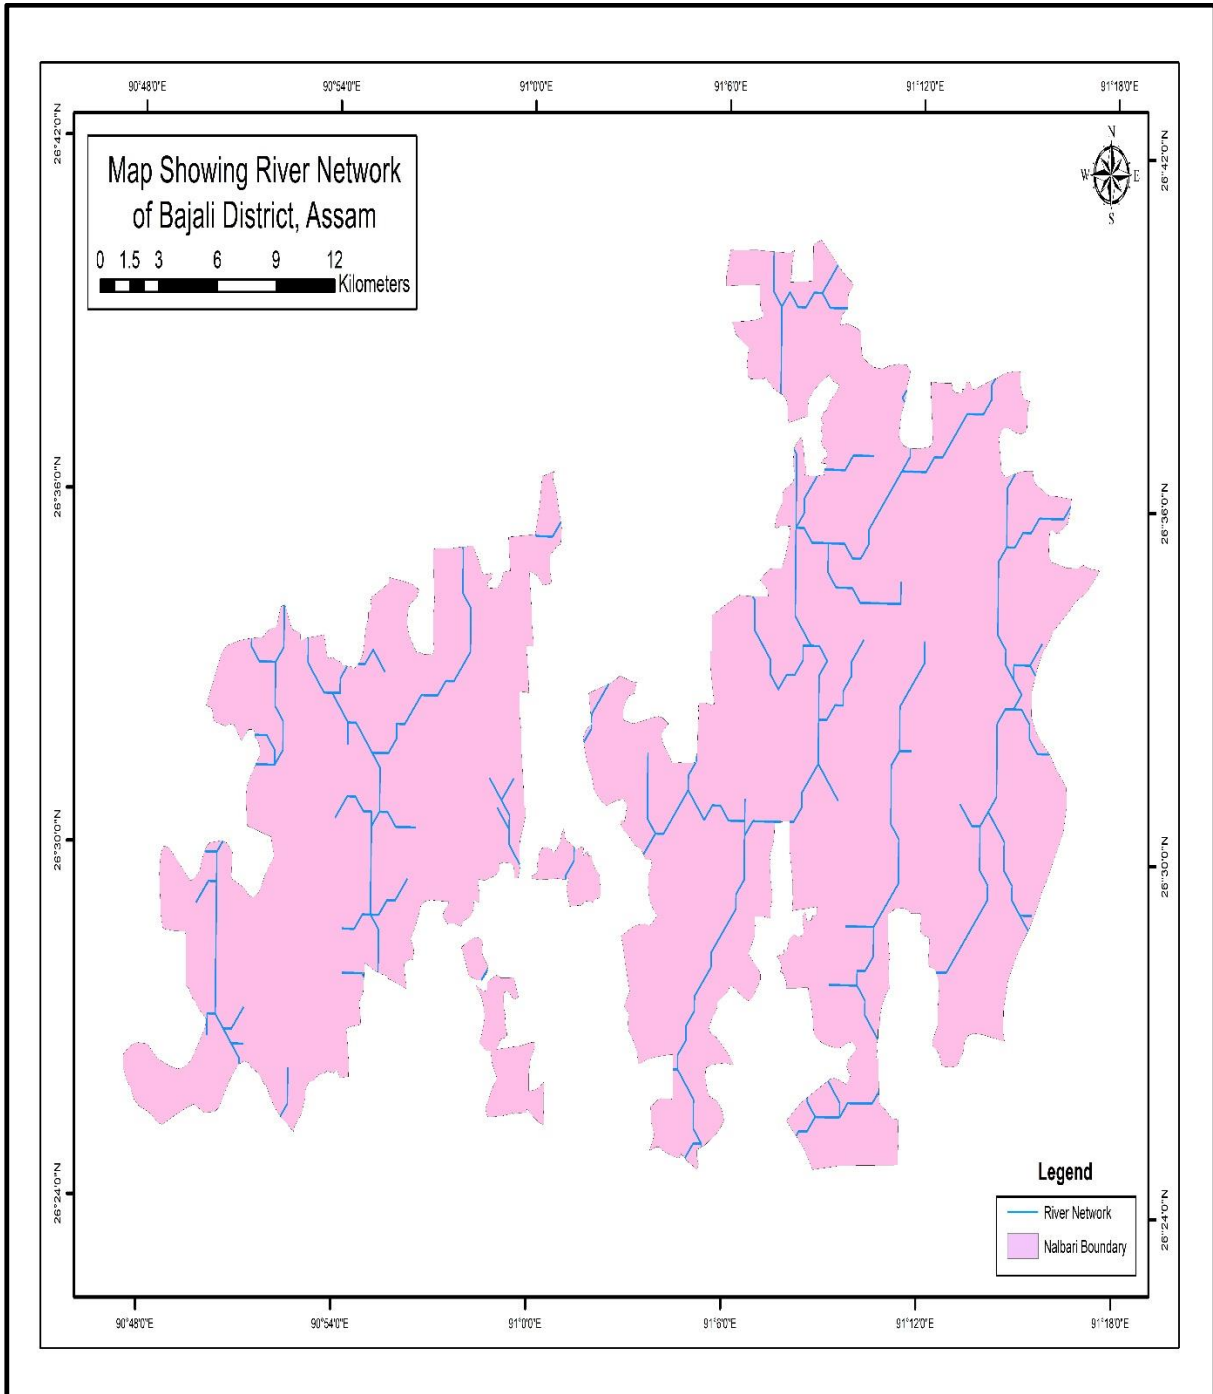 90°48'0"E 90°54'0"E 91°0'0"E 91°6'0"E 91°12'0"E 91°18'0"E
26°42'0"N
26°42'0"N
Map Showing River Network
of Bajali District, Assam
0 1.5 3 6 9 12
Kilometers
N
W E
S
26°36'0"N
26°36'0"N
26°30'0"N
26°30'0"N
26°24'0"N
26°24'0"N
Legend
River Network
Nalbari Boundary
90°48'0"E 90°54'0"E 91°0'0"E 91°6'0"E 91°12'0"E 91°18'0"E